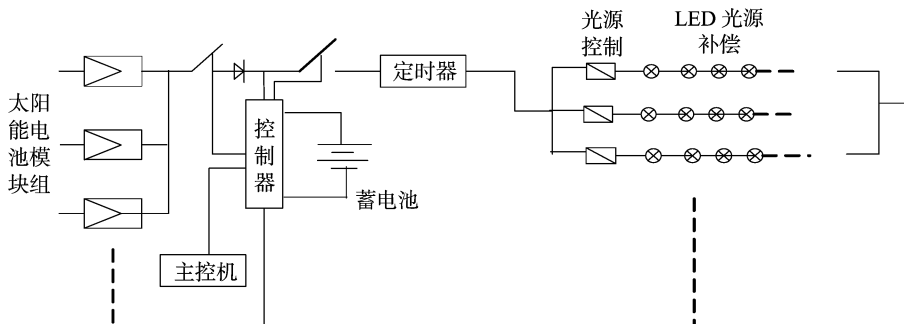 光源
控制
LED 光源
补偿
定时器
太阳
能电
池模
块组
控
制
器
蓄电池
主控机